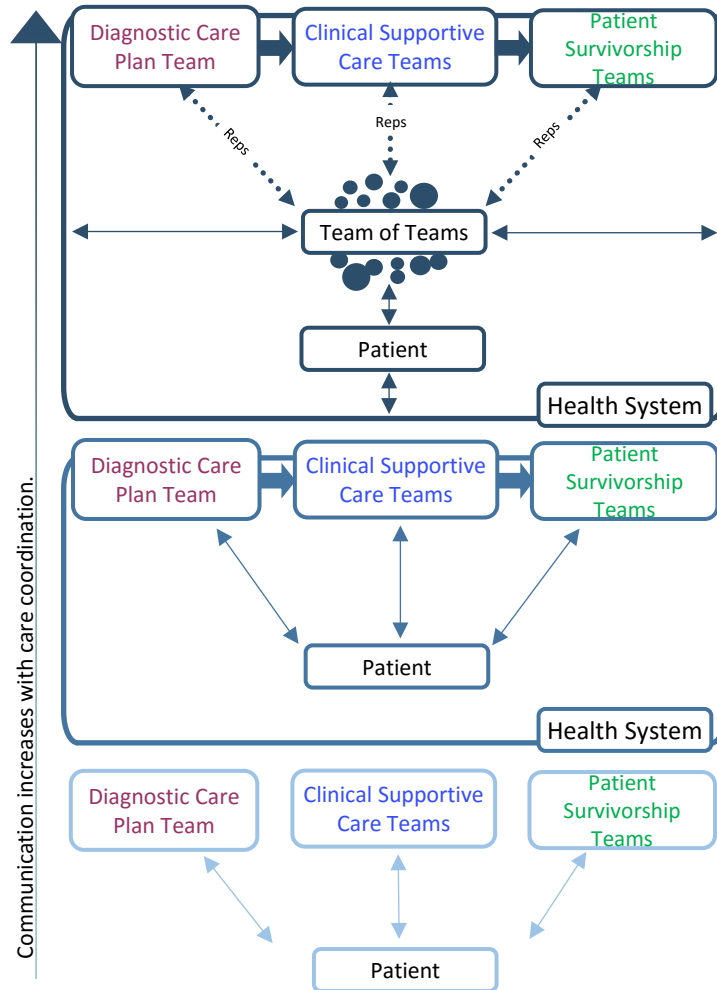 Diagnostic Care
Plan Team
Clinical Supportive
Care Teams
Patient
Survivorship
Teams
Reps
Reps
Reps
Team of Teams
Patient
Health System
Diagnostic Care
Plan Team
Clinical Supportive
Care Teams
Patient
Survivorship
Teams
Patient
Health System
Diagnostic Care
Plan Team
Clinical Supportive
Care Teams
Patient
Survivorship
Teams
Patient
Communication increases with care coordination.